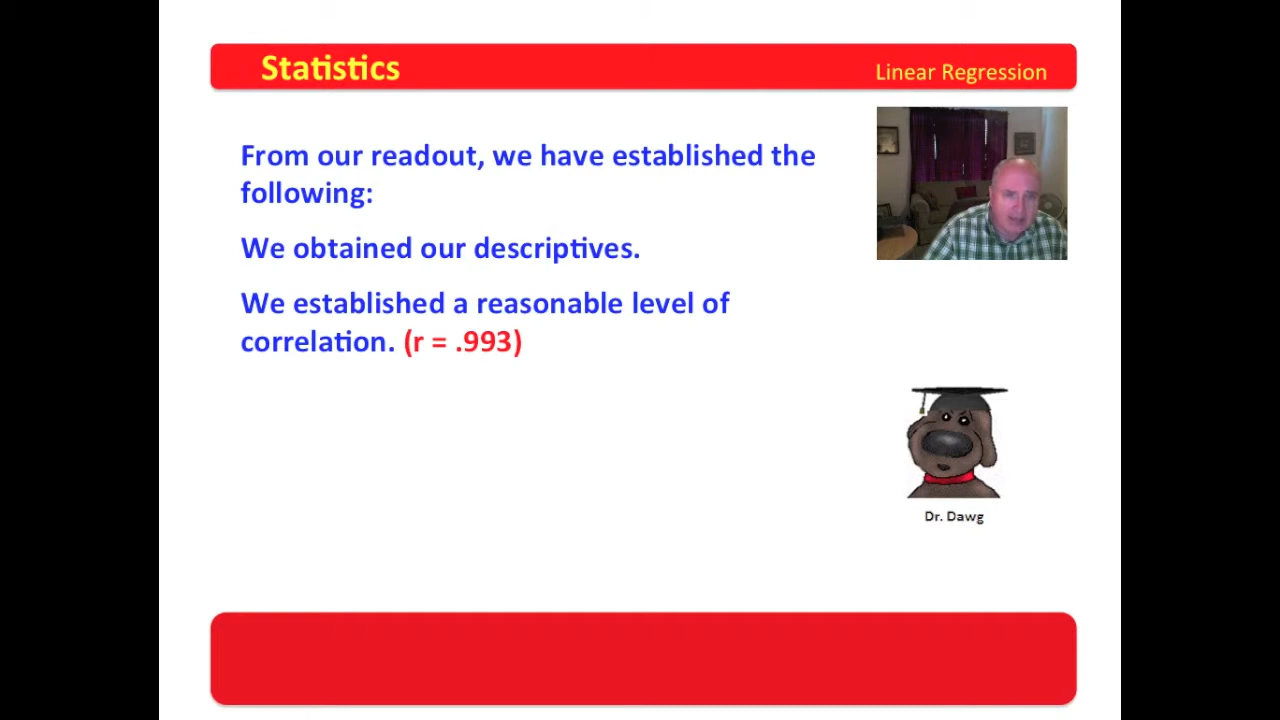 Statistics
Linear Regression
From our readout, we have established the
following:
We obtained our descriptives.
We established a reasonable level of
correlation. (r = .993)
Dr. Dawg